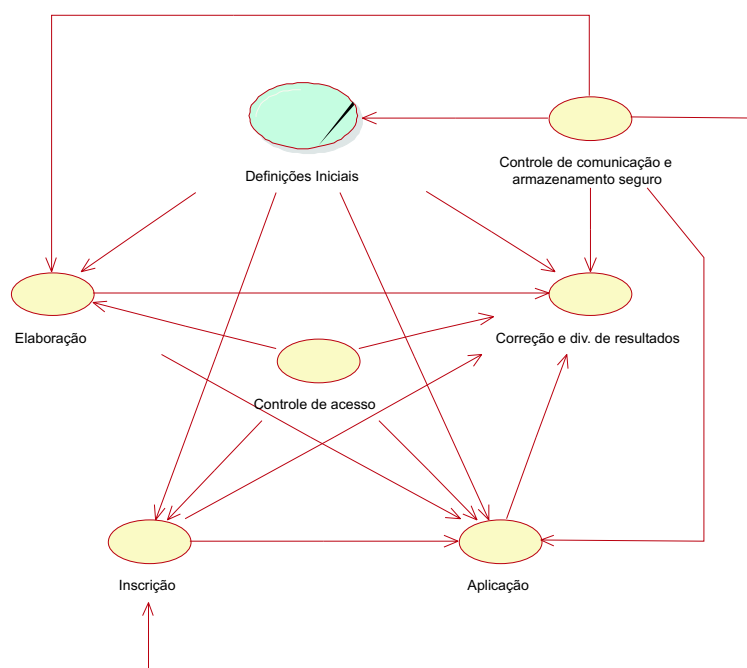 Definições Iniciais
Controle de comunicação e
armazenamento seguro
Elaboração
Correção e div. de resultados
Controle de acesso
Inscrição
Aplicação